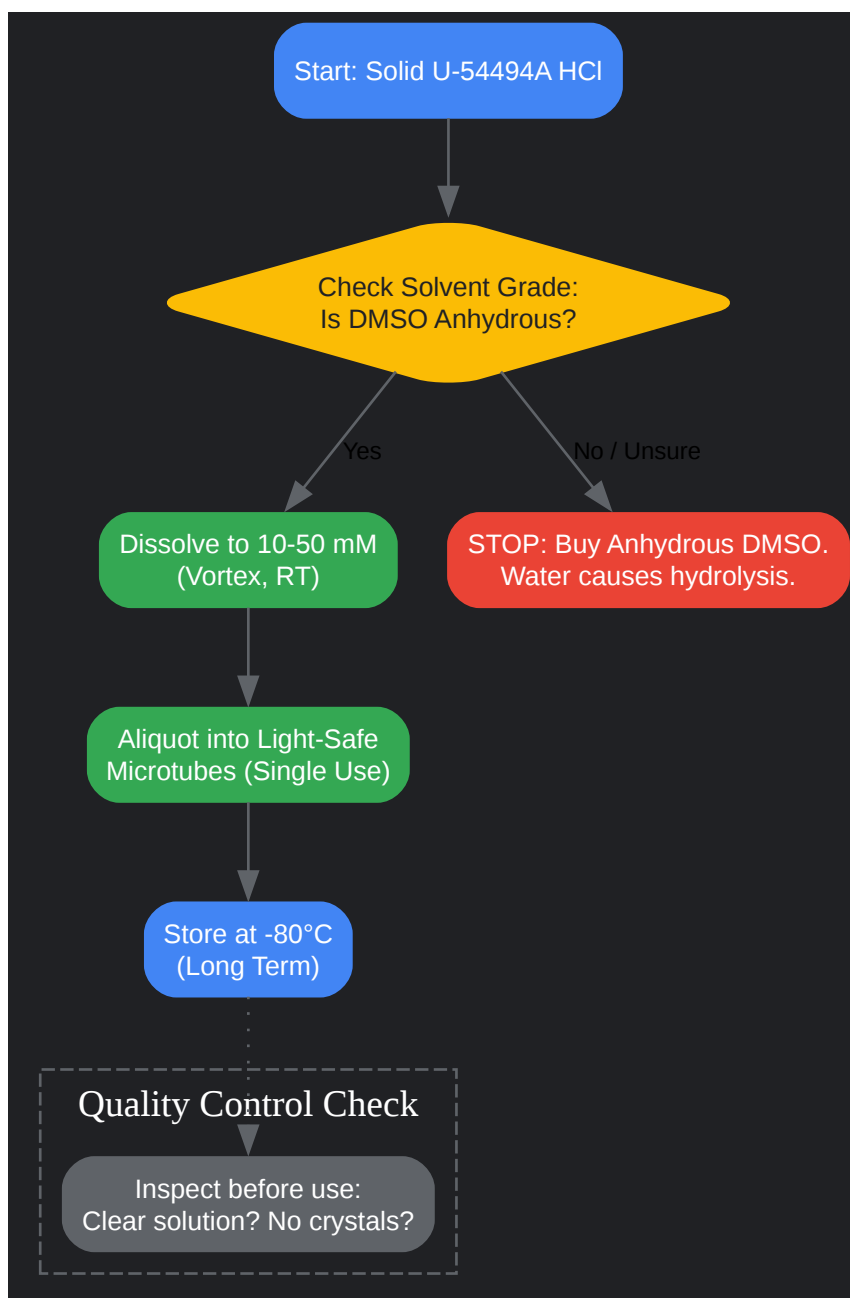 Start: Solid U-54494A HCl
Check Solvent Grade:
Is DMSO Anhydrous?
Yes
No / Unsure
Dissolve to 10-50 mM
(Vortex, RT)
STOP: Buy Anhydrous DMSO.
Water causes hydrolysis.
Aliquot into Light-Safe
Microtubes (Single Use)
Store at -80°C
(Long Term)
Quality Control Check
Inspect before use:
Clear solution? No crystals?